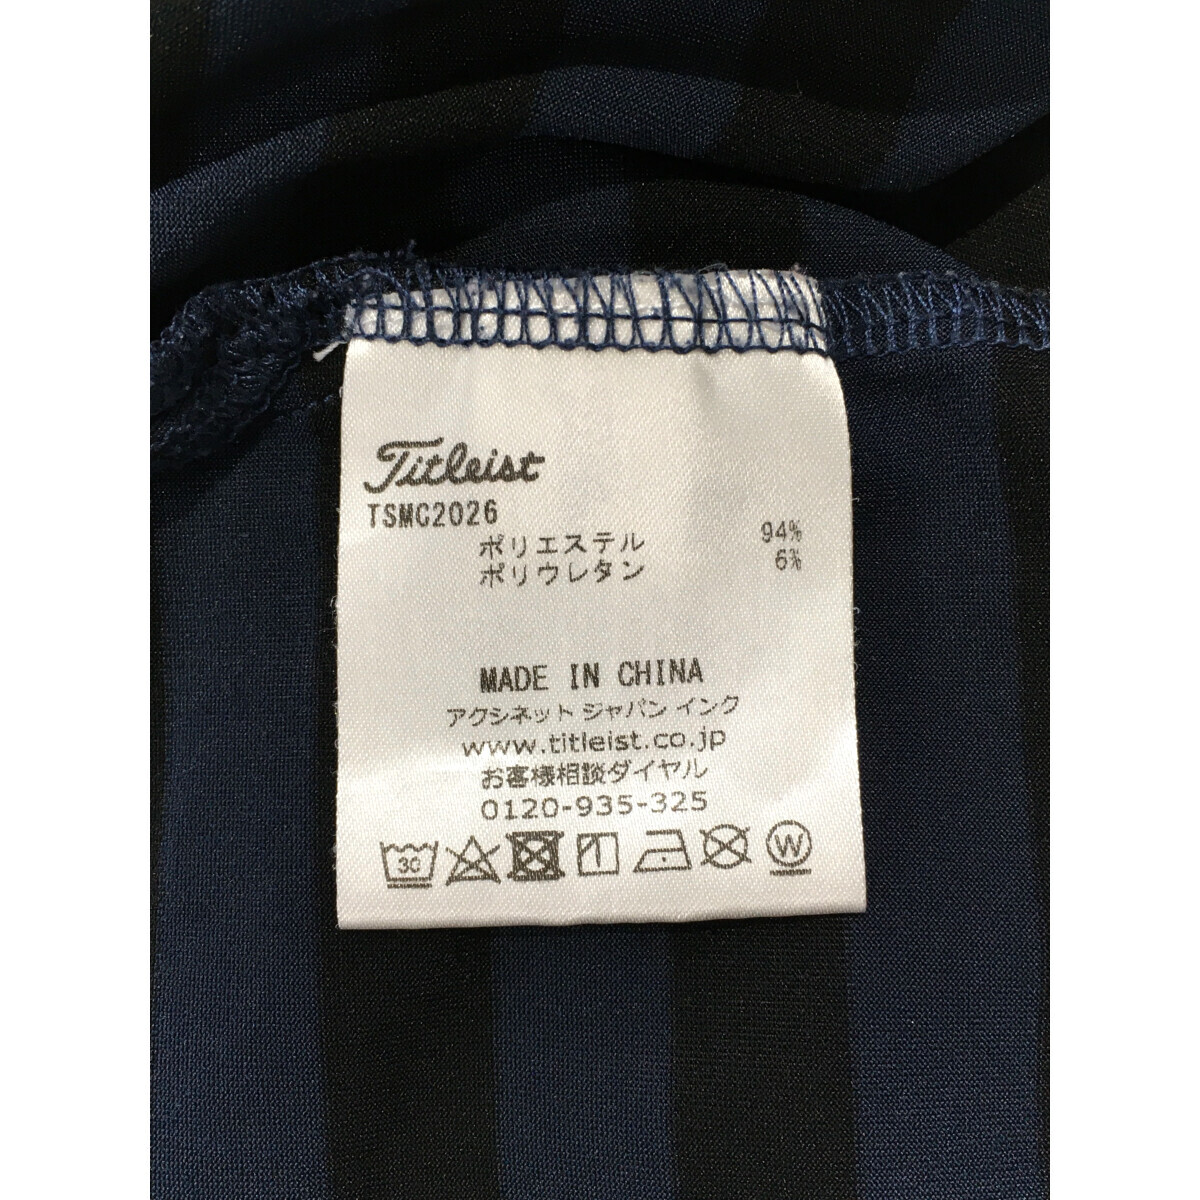 Titleist
TSMC2026
ポリエステル 94%
ポリウレタン 6%
MADE IN CHINA
アクシネット ジャパン インク
www.titleist.co.jp
お客様相談ダイヤル
0120-935-325
30 W